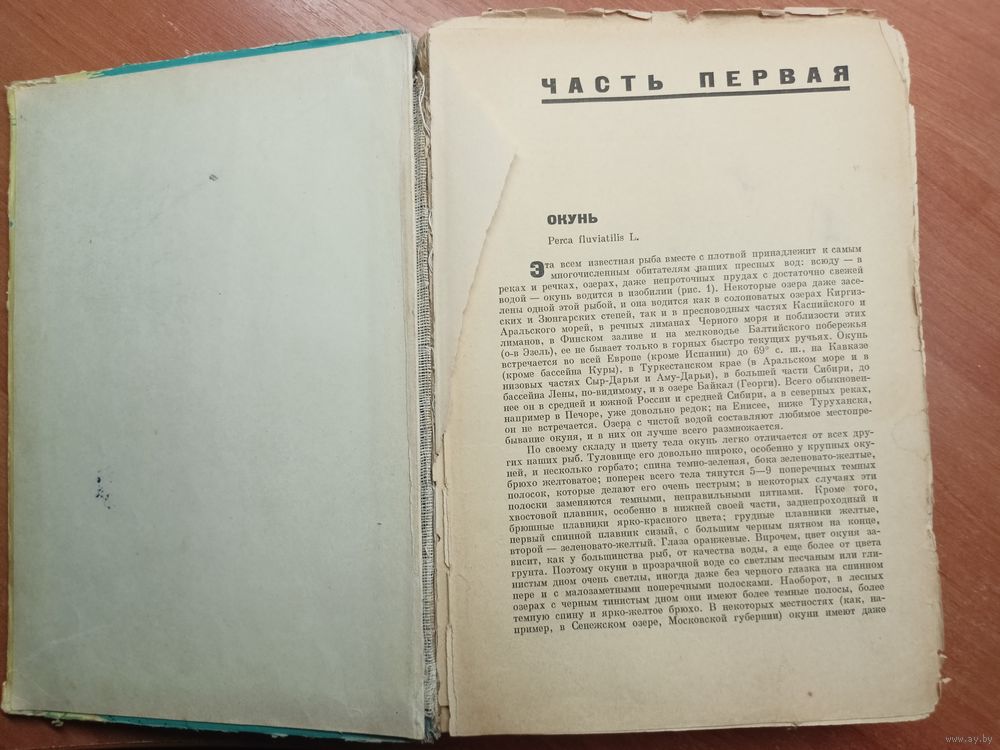 ЧАСТЬ ПЕРВАЯ
ОКУНЬ
Perca fluviatilis L.
Эта всем известная рыба вместе с плотвой принадлежит к самым
многочисленным обитателям наших пресных вод: всюду — в
реках и речках, озерах, даже непроточных прудах с достаточно свежей
водой — окунь водится в изобилии (рис. 1). Некоторые озера даже засе-
лены одной этой рыбой, и она водится как в солоноватых озерах Киргиз-
ских и Зюнгарских степей, так и в пресноводных частях Каспийского и
Аральского морей, в речных лиманах Черного моря и поблизости этих
лиманов, в Финском заливе и на мелководье Балтийского побережья
(о-в Эзель), ее не бывает только в горных быстро текущих ручьях. Окунь
встречается во всей Европе (кроме Испании) до 69° с. ш., на Кавказе
(кроме бассейна Куры), в Туркестанском крае (в Аральском море и в
низовых частях Сыр-Дарьи и Аму-Дарьи), в большей части Сибири, до
бассейна Лены, по-видимому, и в озере Байкал (Георги). Всего обыкновен-
нее он в средней и южной России и средней Сибири, а в северных реках,
например в Печоре, уже довольно редок; на Енисее, ниже Туруханска,
он не встречается. Озера с чистой водой составляют любимое местопре-
бывание окуня, и в них он лучше всего размножается.
По своему складу и цвету тела окунь легко отличается от всех дру-
гих наших рыб. Туловище его довольно широко, особенно у крупных оку-
ней, и несколько горбато; спина темно-зеленая, бока зеленовато-желтые,
брюхо желтоватое; поперек всего тела тянутся 5—9 поперечных темных
полосок, которые делают его очень пестрым; в некоторых случаях эти
полоски заменяются темными, неправильными пятнами. Кроме того,
хвостовой плавник, особенно в нижней своей части, заднепроходный и
брюшные плавники ярко-красного цвета; грудные плавники желтые,
первый спинной плавник сизый, с большим черным пятном на конце,
второй — зеленовато-желтый. Глаза оранжевые. Впрочем, цвет окуня за-
висит, как у большинства рыб, от качества воды, а еще более от цвета
грунта. Поэтому окуни в прозрачной воде со светлым песчаным или гли-
нистым дном очень светлы, иногда даже без черного глазка на спинном
пере и с малозаметными поперечными полосками. Наоборот, в лесных
озерах с черным тинистым дном они имеют более темные полосы, более
темную спину и ярко-желтое брюхо. В некоторых местностях (как, на-
пример, в Сенежском озере, Московской губернии) окуни имеют даже
www.ay.by